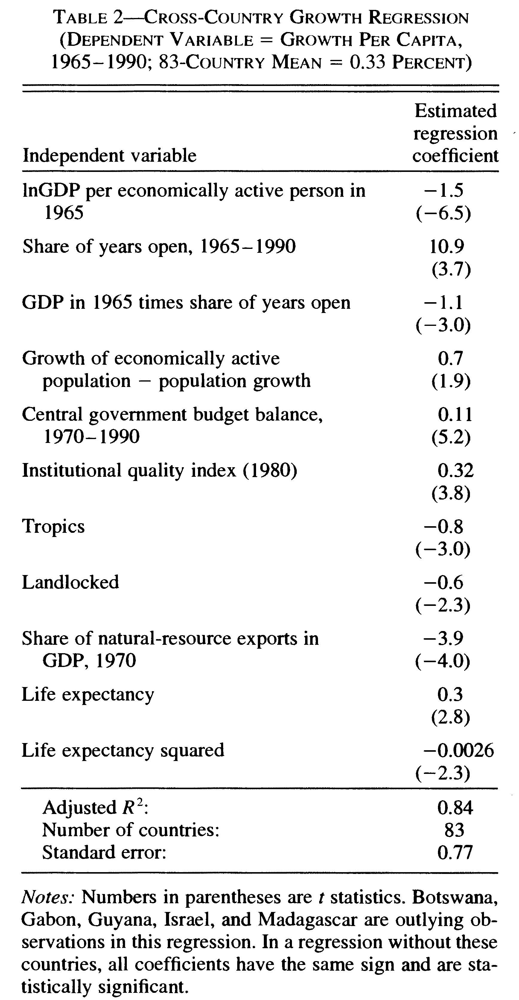 TABLE 2—CROSS-COUNTRY GROWTH REGRESSION
(DEPENDENT VARIABLE = GROWTH PER CAPITA,
1965–1990; 83-COUNTRY MEAN = 0.33 PERCENT)
Estimated
regression
Independent variable coefficient
lnGDP per economically active person in −1.5
1965 (−6.5)
Share of years open, 1965–1990 10.9
(3.7)
GDP in 1965 times share of years open −1.1
(−3.0)
Growth of economically active 0.7
population − population growth (1.9)
Central government budget balance, 0.11
1970–1990 (5.2)
Institutional quality index (1980) 0.32
(3.8)
Tropics −0.8
(−3.0)
Landlocked −0.6
(−2.3)
Share of natural-resource exports in −3.9
GDP, 1970 (−4.0)
Life expectancy 0.3
(2.8)
Life expectancy squared −0.0026
(−2.3)
Adjusted R²: 0.84
Number of countries: 83
Standard error: 0.77
Notes: Numbers in parentheses are t statistics. Botswana,
Gabon, Guyana, Israel, and Madagascar are outlying ob-
servations in this regression. In a regression without these
countries, all coefficients have the same sign and are sta-
tistically significant.